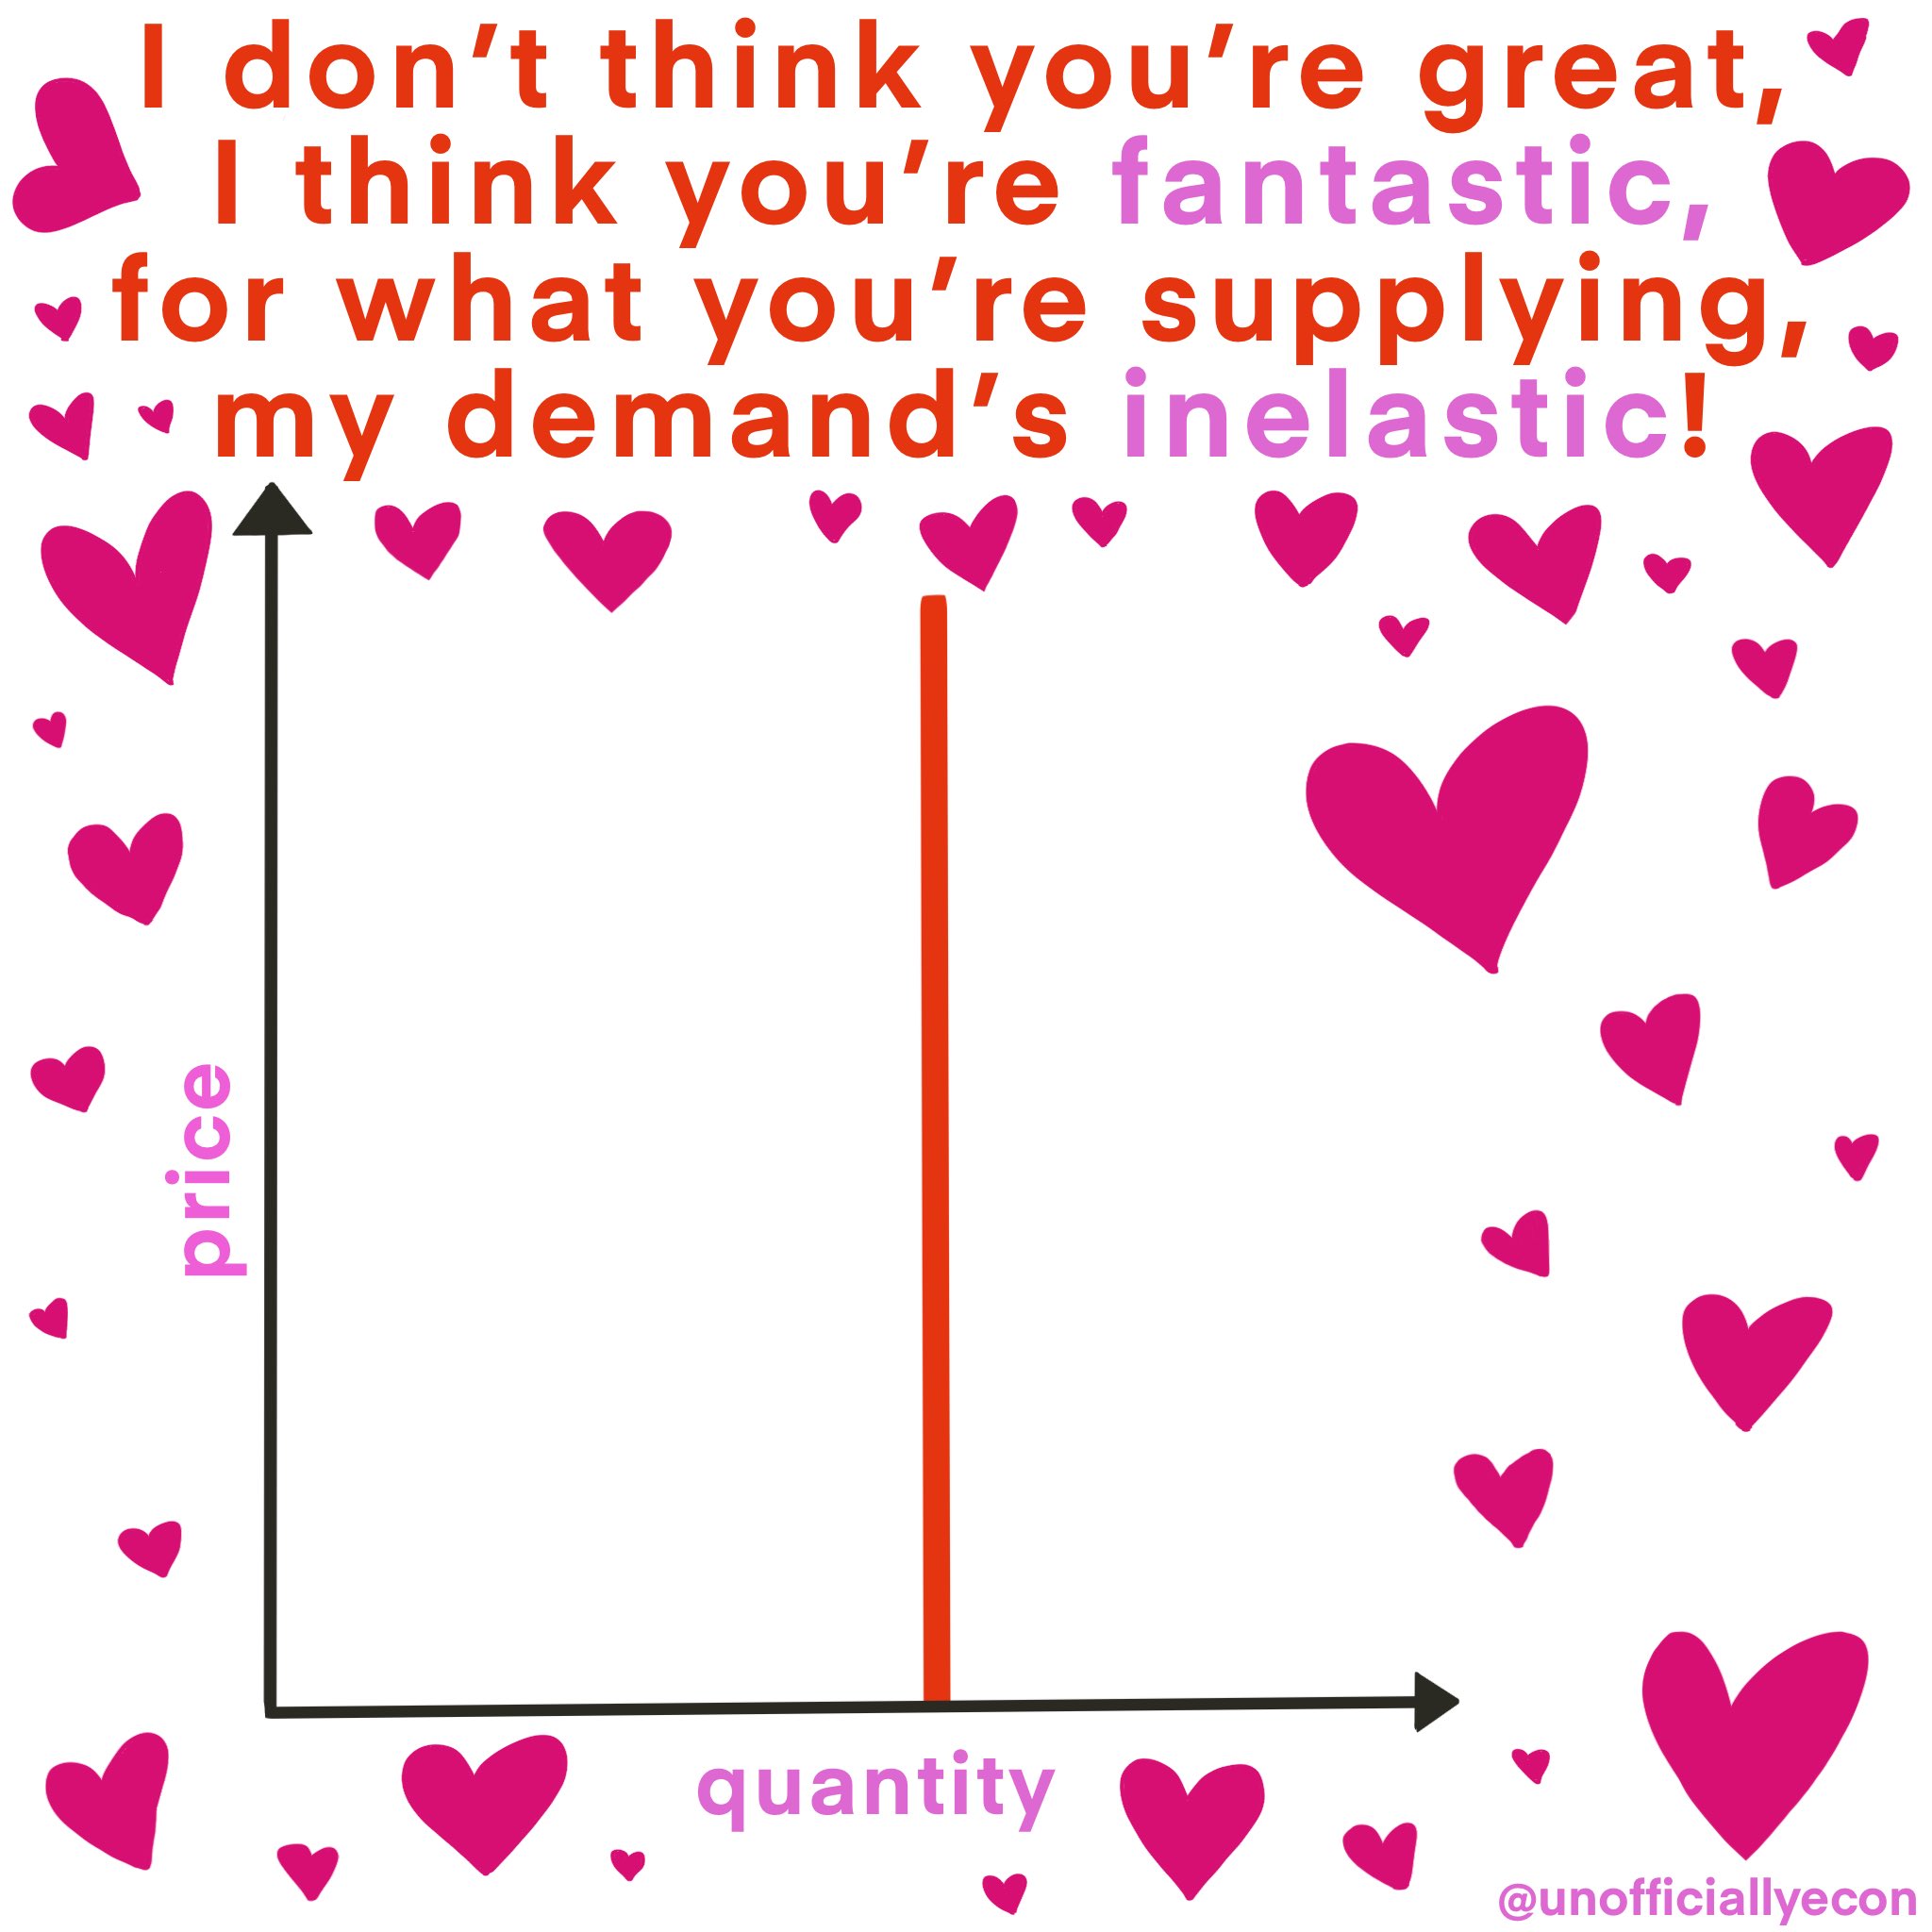 I don't think you're great,
I think you're fantastic,
for what you're supplying,
my demand's inelastic!
price
quantity
@unofficiallyecon